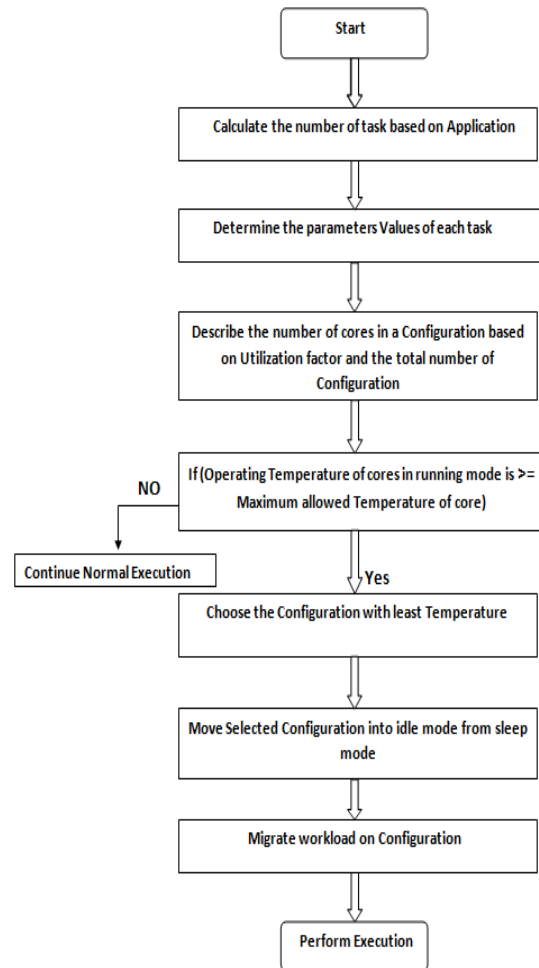 Start
Calculate the number of task based on Application
Determine the parameters Values of each task
Describe the number of cores in a Configuration based
on Utilization factor and the total number of
Configuration
If (Operating Temperature of cores in running mode is >=
Maximum allowed Temperature of core)
NO
Continue Normal Execution
Yes
Choose the Configuration with least Temperature
Move Selected Configuration into idle mode from sleep
mode
Migrate workload on Configuration
Perform Execution